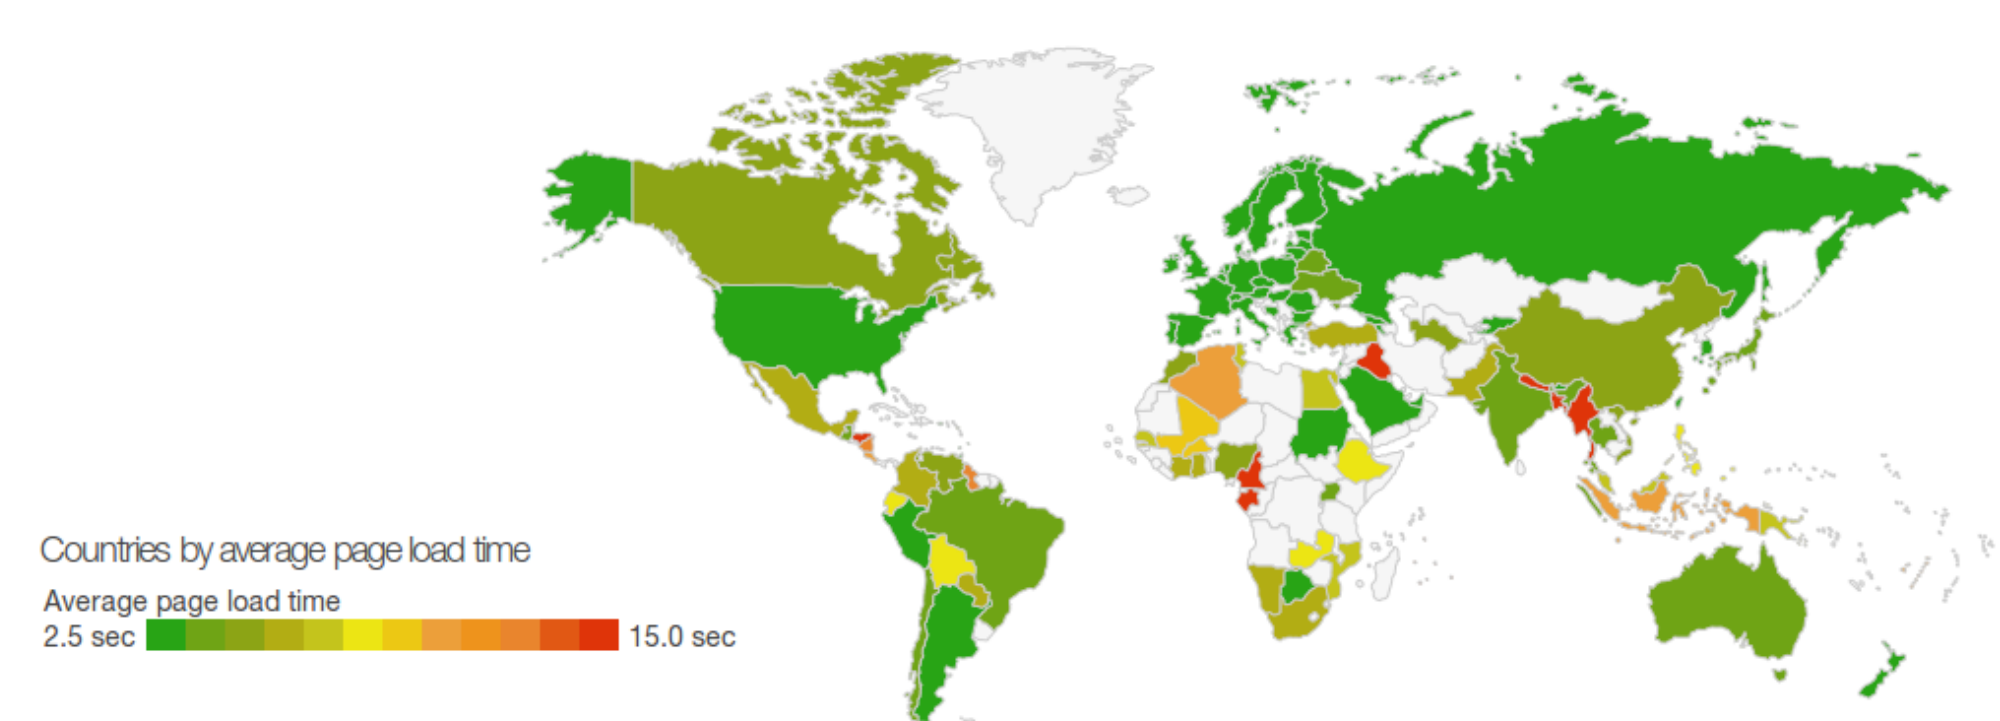 Countries by average page load time
Average page load time
2.5 sec 15.0 sec